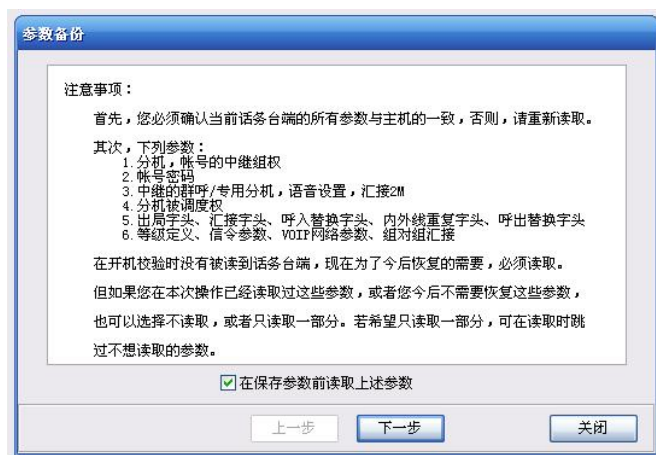 参数备份
注意事项：
首先，您必须确认当前话务台端的所有参数与主机的一致，否则，请重新读取。
其次，下列参数：
1.分机，帐号的中继组权
2.帐号密码
3.中继的群呼/专用分机，语音设置，汇接2M
4.分机被调度权
5.出局字头、汇接字头、呼入替换字头、内外线重复字头、呼出替换字头
6.等级定义、信令参数、VOIP网络参数、组对组汇接
在开机校验时没有被读到话务台端，现在为了今后恢复的需要，必须读取。
但如果您在本次操作已经读取过这些参数，或者您今后不需要恢复这些参数，
也可以选择不读取，或者只读取一部分。若希望只读取一部分，可在读取时跳
过不想读取的参数。
在保存参数前读取上述参数
上一步 下一步 关闭